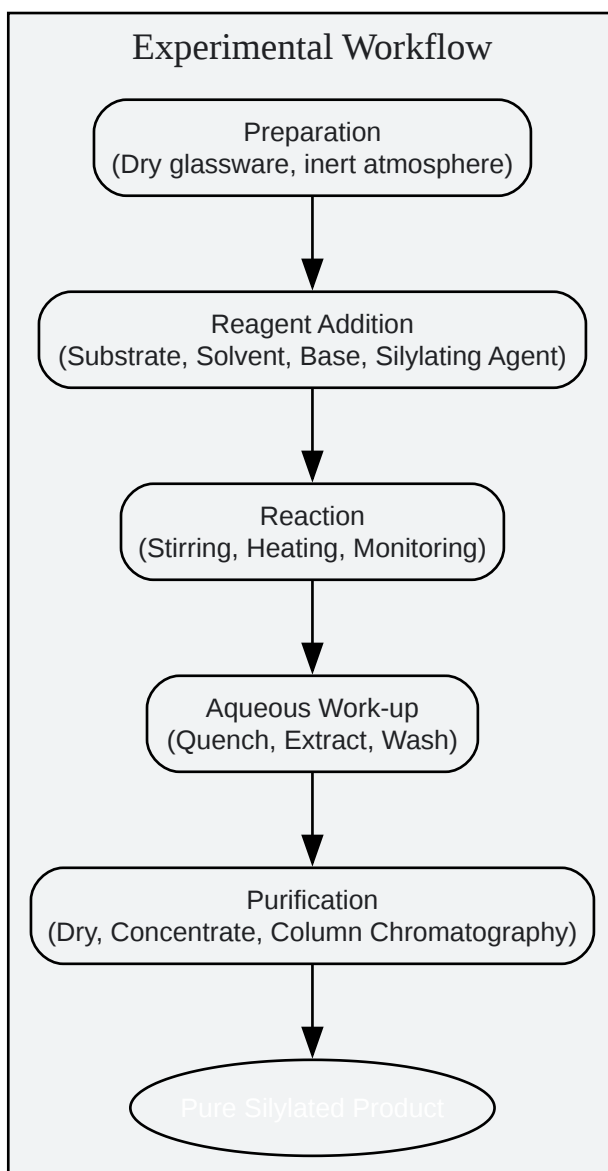 Experimental Workflow
Preparation
(Dry glassware, inert atmosphere)
Reagent Addition
(Substrate, Solvent, Base, Silylating Agent)
Reaction
(Stirring, Heating, Monitoring)
Aqueous Work-up
(Quench, Extract, Wash)
Purification
(Dry, Concentrate, Column Chromatography)
Pure Silylated Product